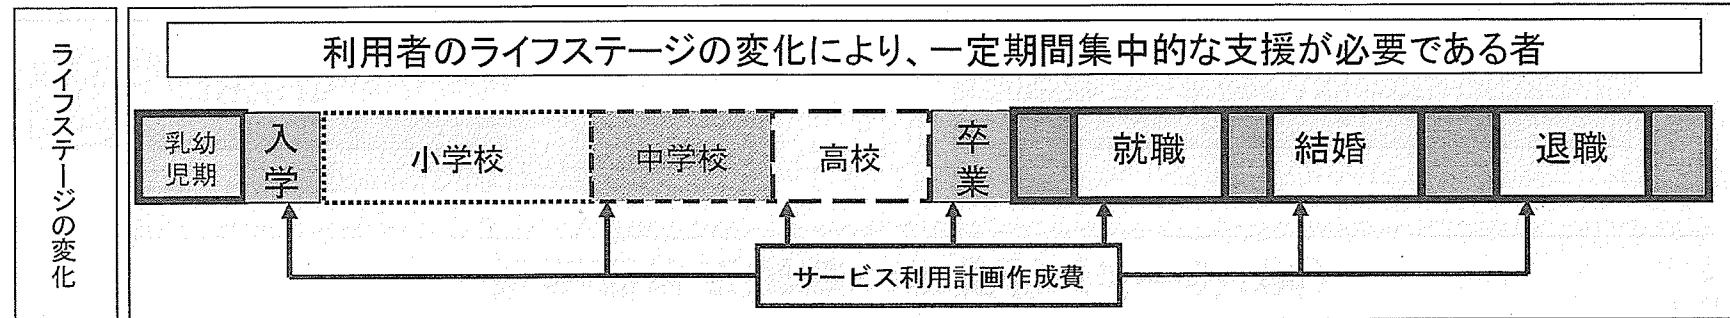 ライフステージの変化
利用者のライフステージの変化により、一定期間集中的な支援が必要である者
乳幼
児期
入学
小学校
中学校
高校
卒業
就職
結婚
退職
サービス利用計画作成費